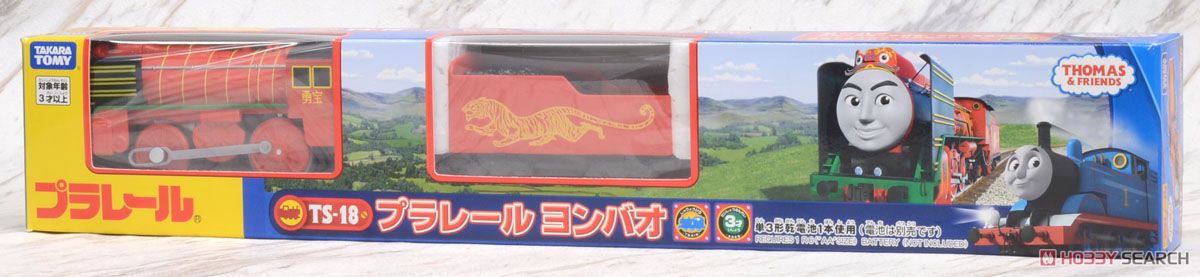 TAKARA
TOMY
対象年齢
3才以上
プラレール®
勇宝
TS-18
プラレール ヨンバオ
3才
単3形乾電池1本使用 (電池は別売です)
REQUIRES 1 R6 ("AA" SIZE) BATTERY (NOT INCLUDED)
THOMAS
& FRIENDS
1
HOBBY SEARCH